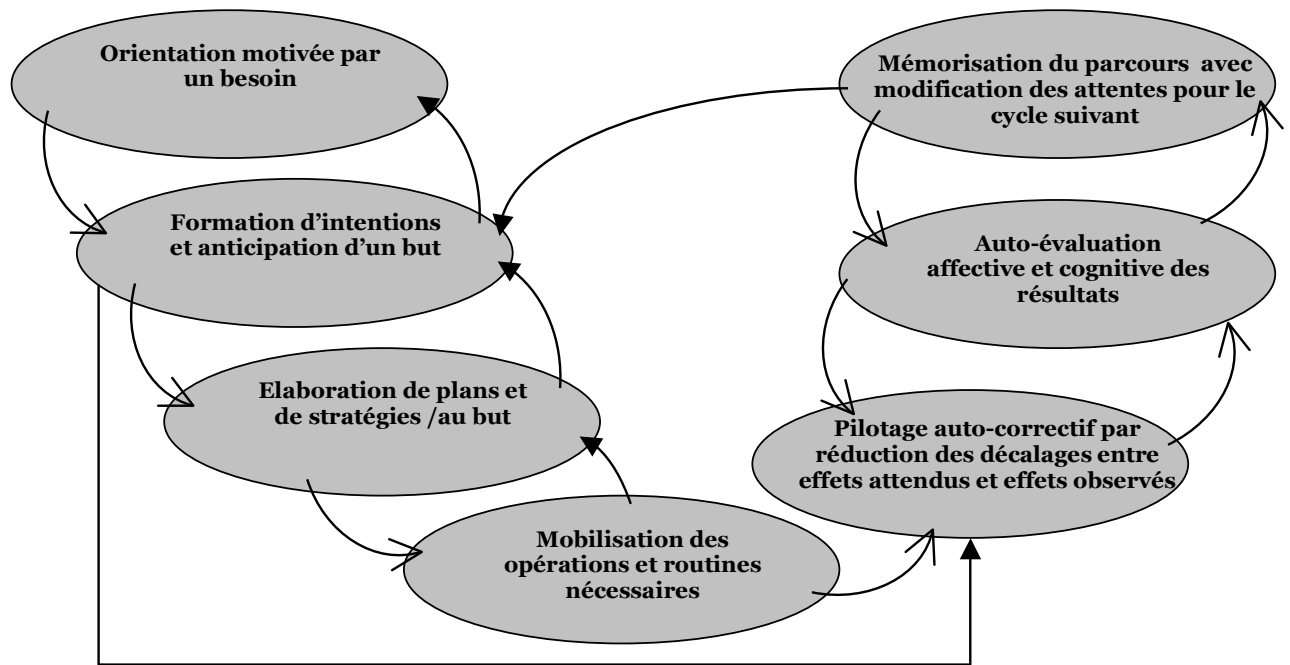 Orientation motivée par
un besoin
Formation d'intentions
et anticipation d'un but
Elaboration de plans et
de stratégies /au but
Mobilisation des
opérations et routines
nécessaires
Pilotage auto-correctif par
réduction des décalages entre
effets attendus et effets observés
Auto-évaluation
affective et cognitive des
résultats
Mémorisation du parcours avec
modification des attentes pour le
cycle suivant